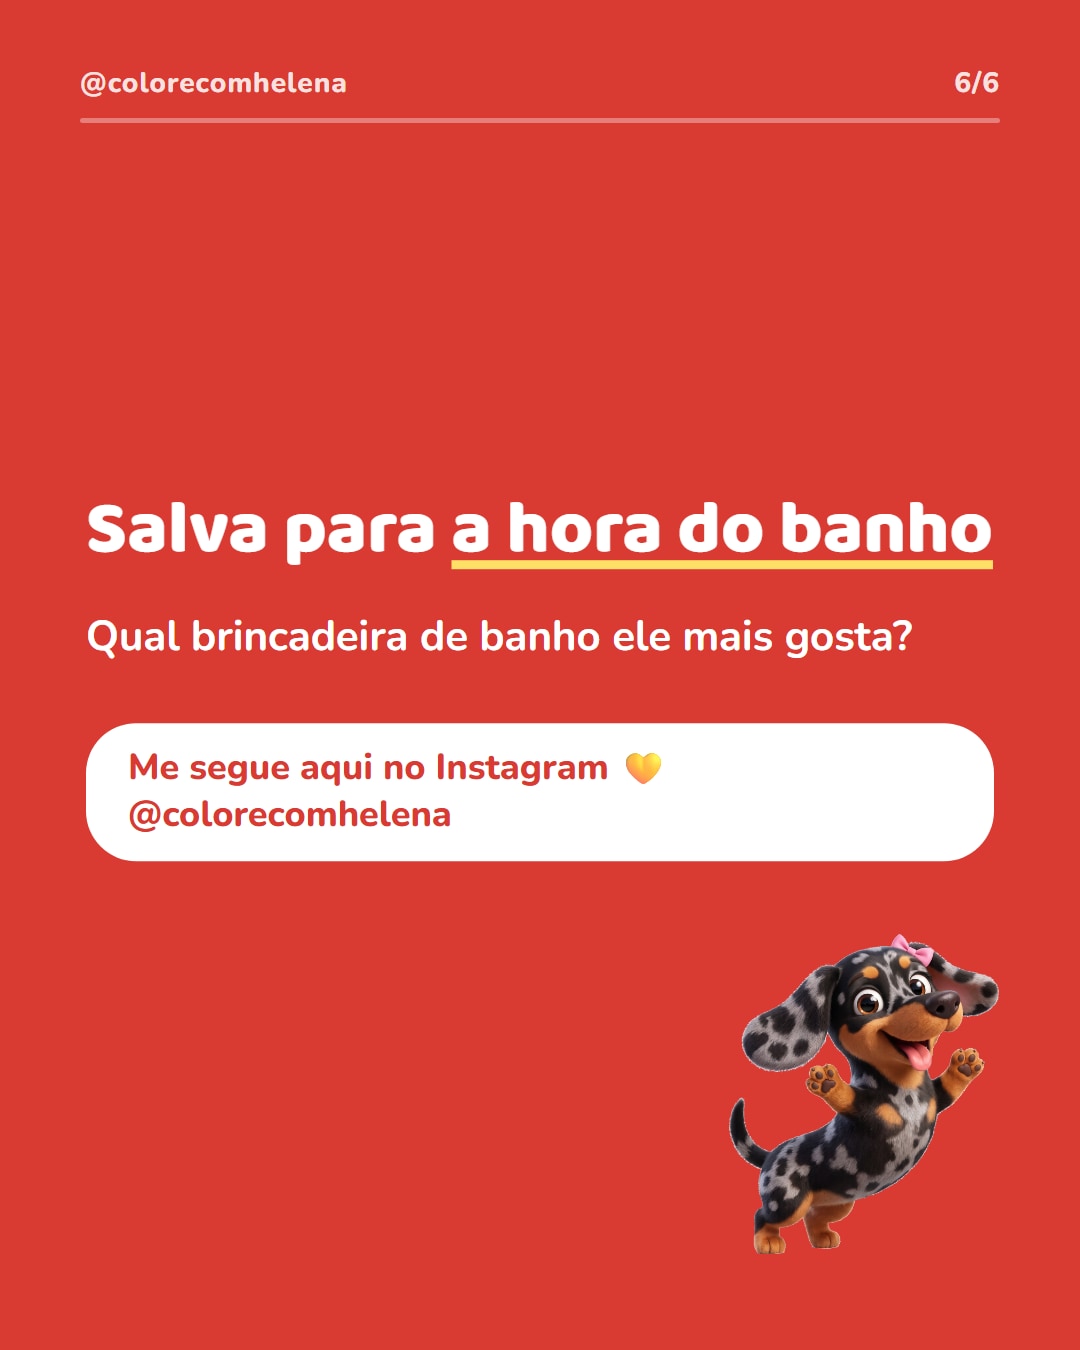 @colorecomhelena
6/6
Salva para a hora do banho
Qual brincadeira de banho ele mais gosta?
Me segue aqui no Instagram 💛
@colorecomhelena